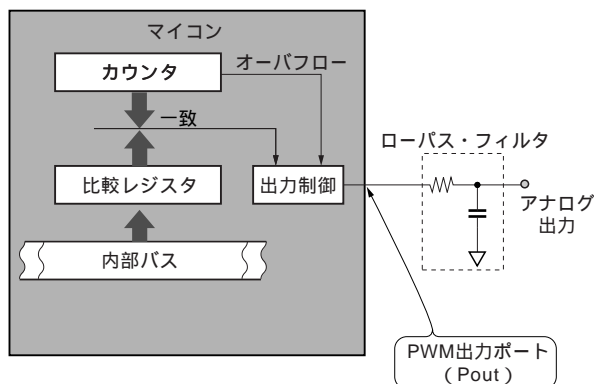 マイコン
カウンタ
オーバフロー
一致
ローパス・フィルタ
比較レジスタ
出力制御
アナログ
出力
内部バス
PWM出力ポート
（Pout）